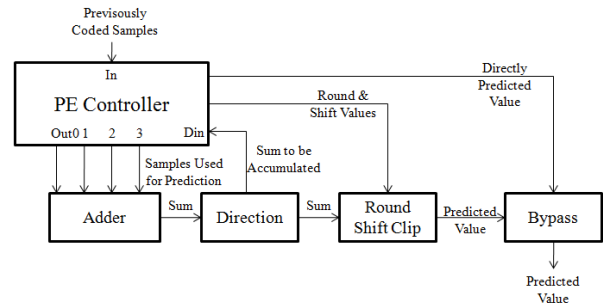 Previsously
Coded Samples
In
PE Controller
Out0 1 2 3 Din
Directly
Predicted
Value
Round &
Shift Values
Samples Used
for Prediction
Sum to be
Accumulated
Adder
Sum
Direction
Sum
Round
Shift Clip
Predicted
Value
Bypass
Predicted
Value